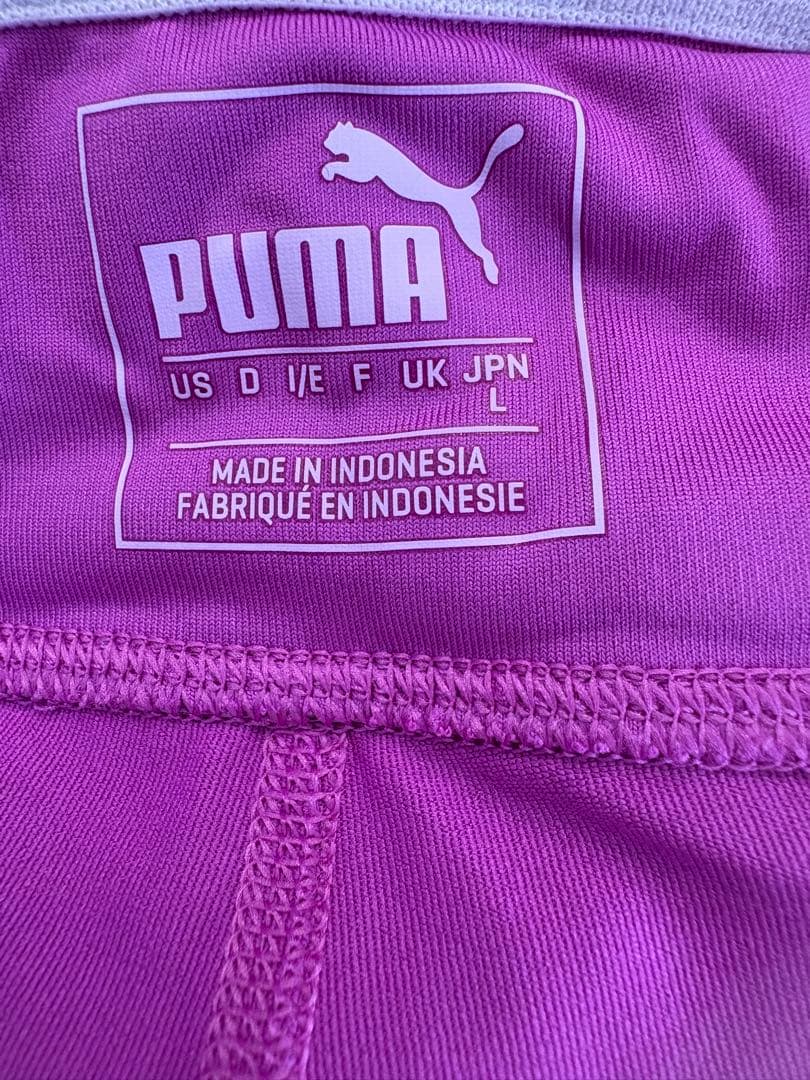 PUMA
US D I/E F UK JPN
L
MADE IN INDONESIA
FABRIQUÉ EN INDONESIE